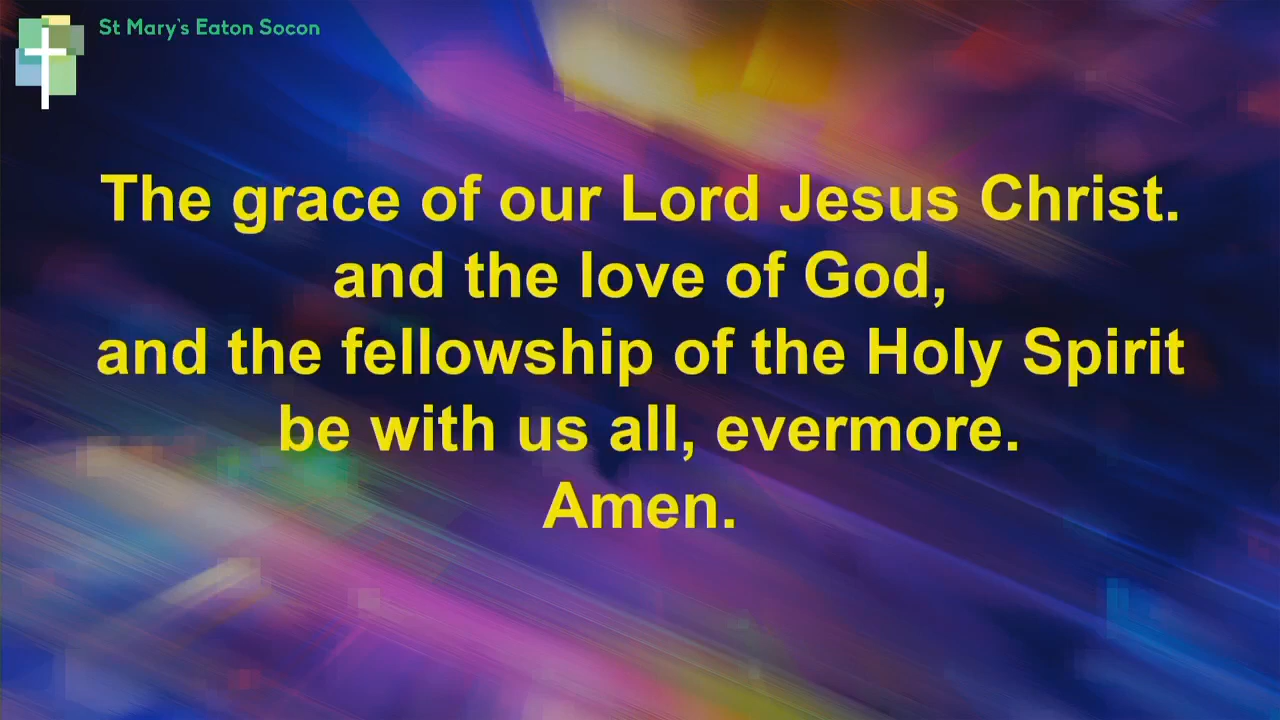 St Mary's Eaton Socon
The grace of our Lord Jesus Christ.
and the love of God,
and the fellowship of the Holy Spirit
be with us all, evermore.
Amen.